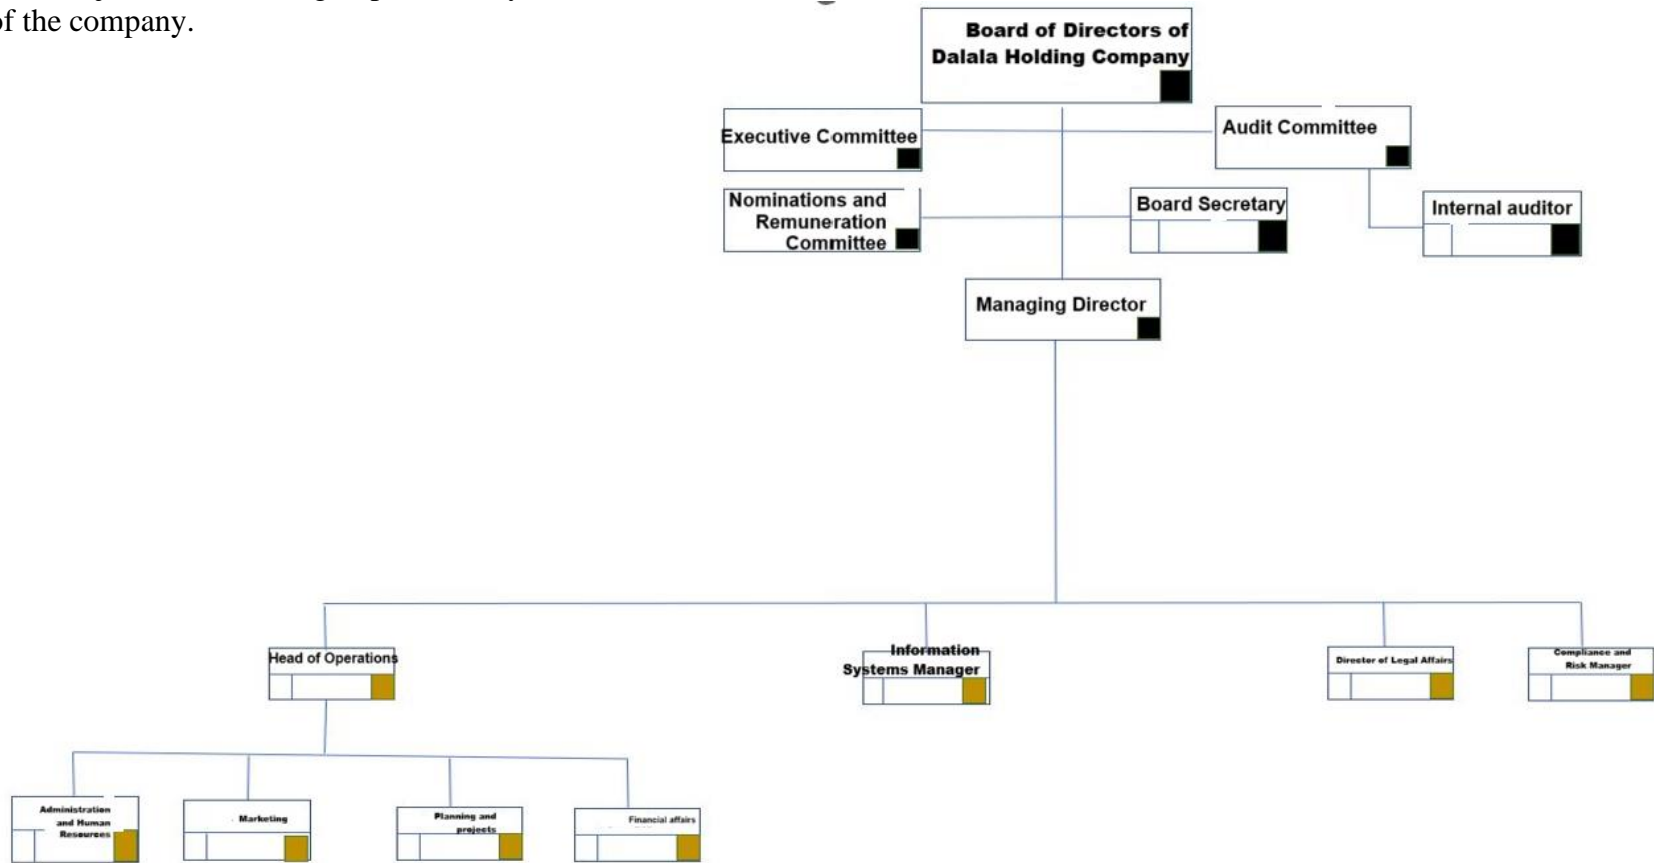 of the company.
Board of Directors of
Dalala Holding Company
Executive Committee
Audit Committee
Nominations and
Remuneration
Committee
Board Secretary
Internal auditor
Managing Director
Head of Operations
Information
Systems Manager
Director of Legal Affairs
Compliance and
Risk Manager
Administration
and Human
Resources
Marketing
Planning and
projects
Financial affairs